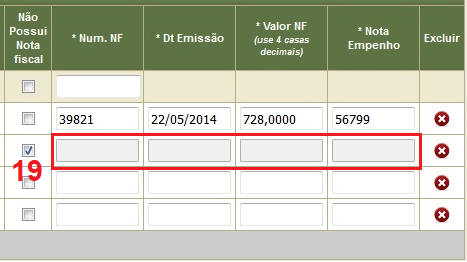 Não Possui Nota fiscal
* Num. NF
* Dt Emissão
* Valor NF
(use 4 casas decimais)
* Nota Empenho
Excluir
39821
22/05/2014
728,0000
56799
19